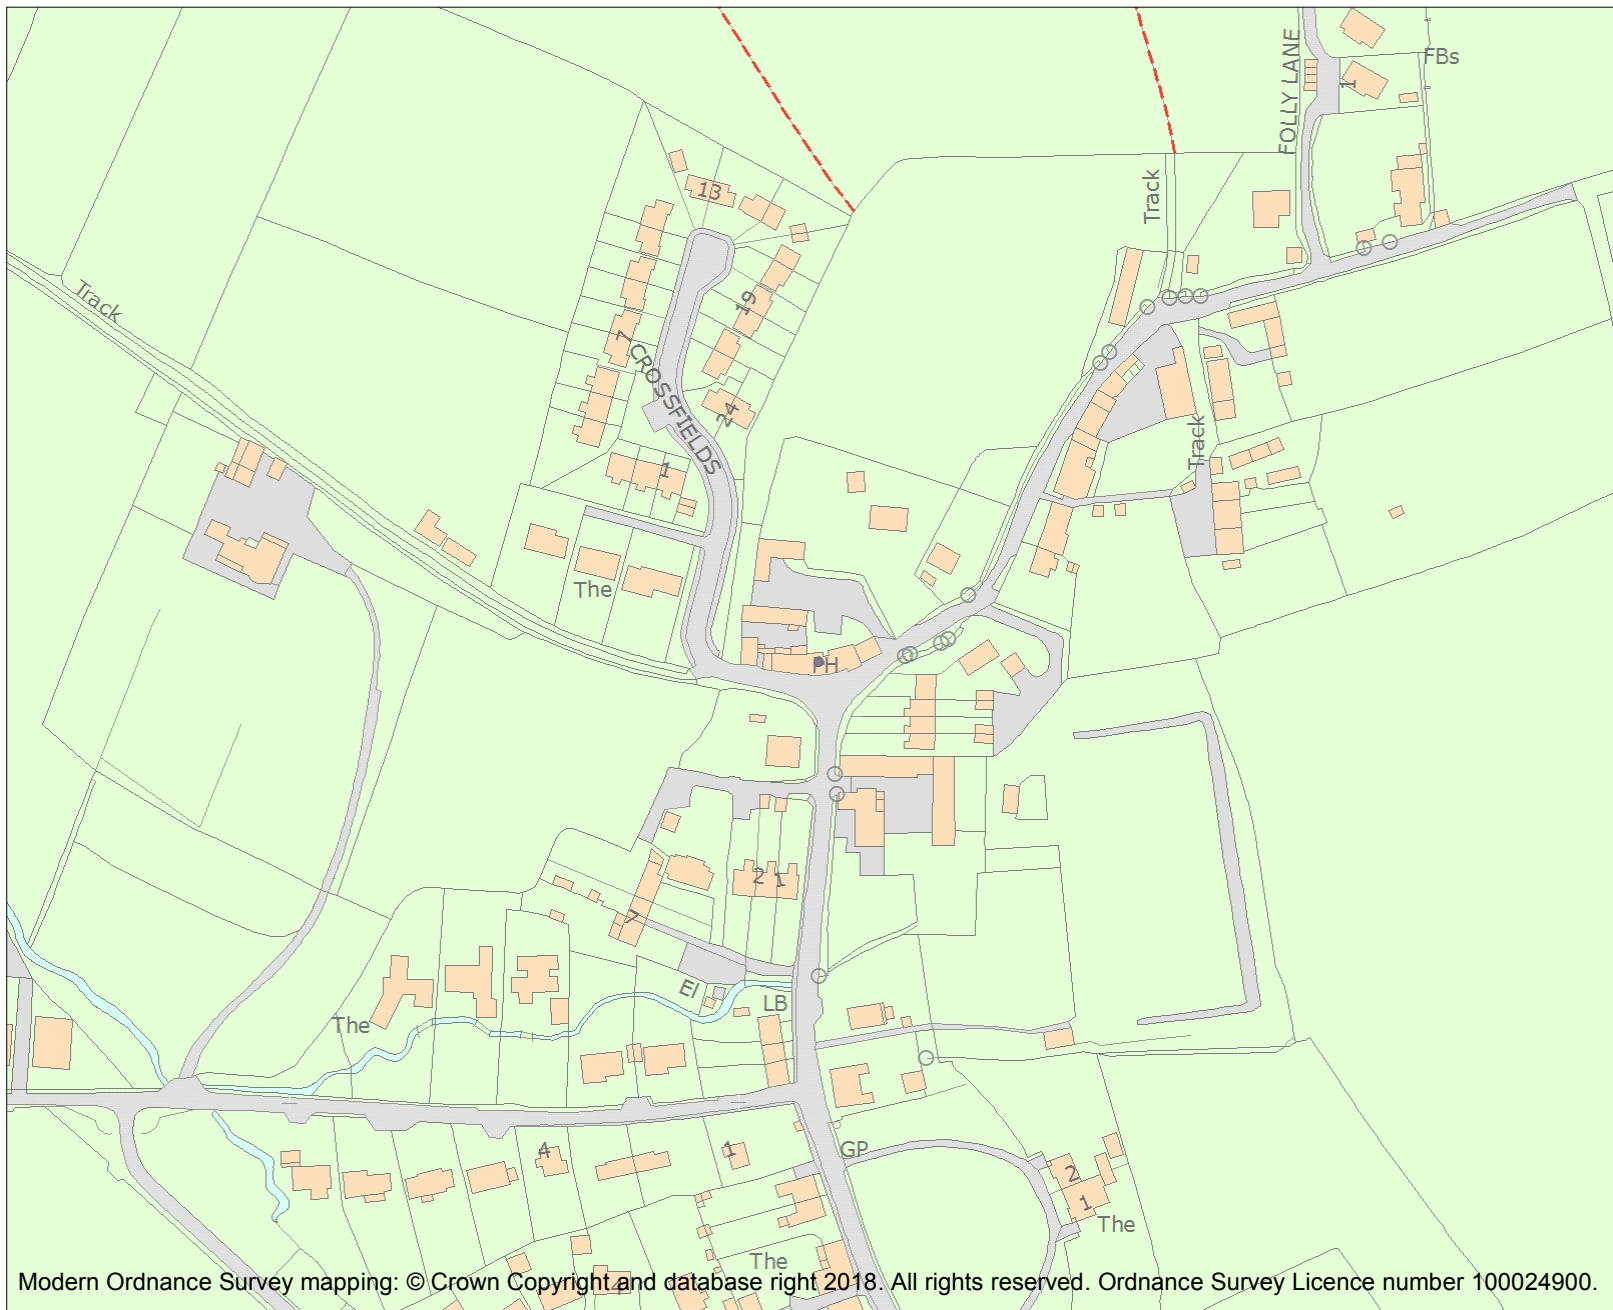 FOLLY LANE
FBs
1
Track
13
Track
19
7
CROSSFIELDS
24
Track
1
The
PH
2
1
7
El
LB
The
4
1
GP
2
1
The
The
4
Modern Ordnance Survey mapping: © Crown Copyright and database right 2018. All rights reserved. Ordnance Survey Licence number 100024900.